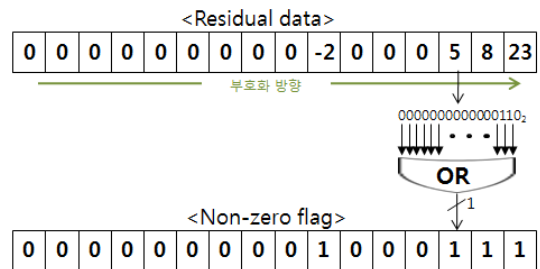 <Residual data>
0 0 0 0 0 0 0 0 0 -2 0 0 0 5 8 23
부호화 방향
0000000000000110₂
• • •
OR
1
<Non-zero flag>
0 0 0 0 0 0 0 0 0 1 0 0 0 1 1 1